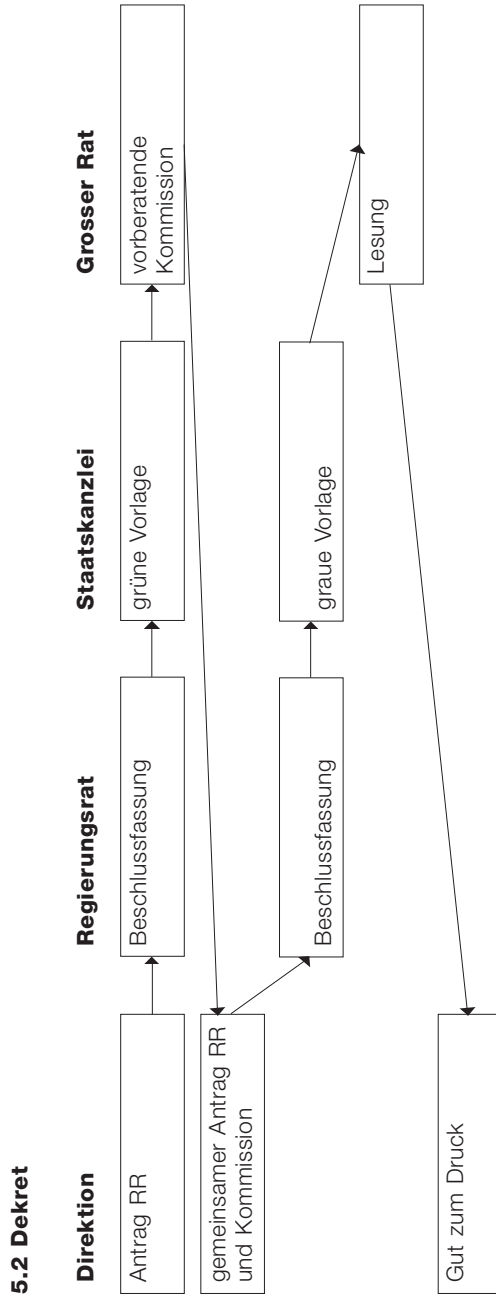 5.2 Dekret
Direktion
Regierungsrat
Staatskanzlei
Grosser Rat
Antrag RR
Beschlussfassung
grüne Vorlage
vorberatende
Kommission
gemeinsamer Antrag RR
und Kommission
Beschlussfassung
graue Vorlage
Lesung
Gut zum Druck